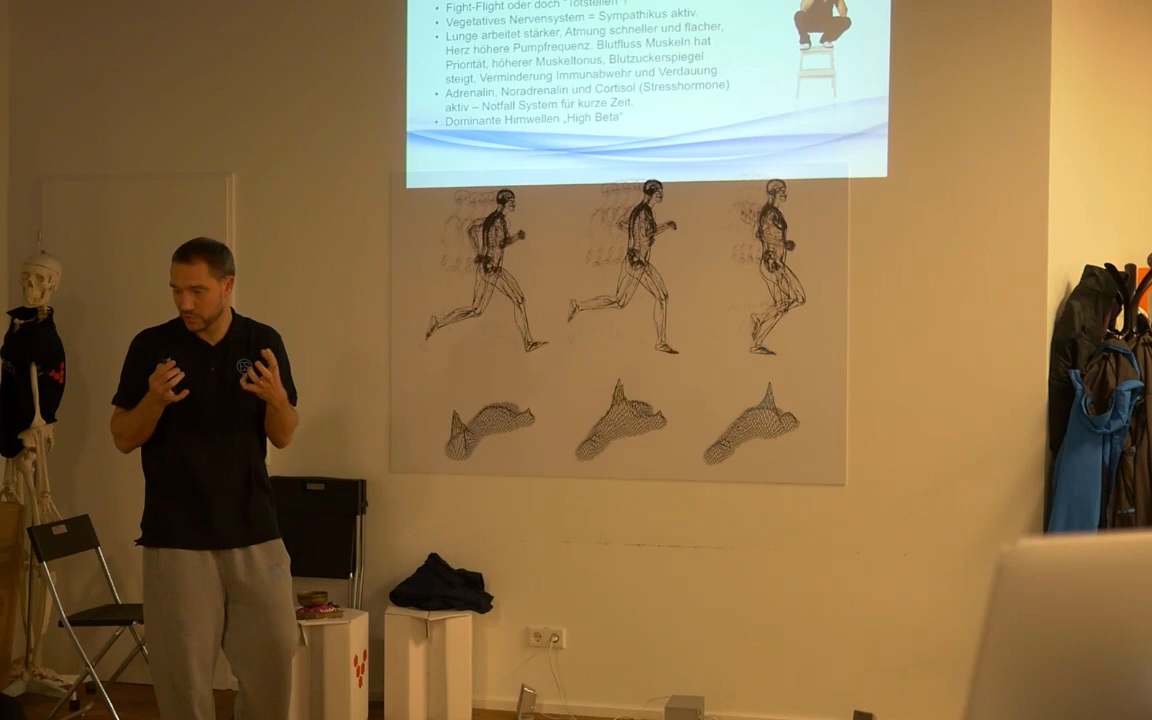 • Fight-Flight oder doch "Totstellen"?
• Vegetatives Nervensystem = Sympathikus aktiv.
• Lunge arbeitet stärker, Atmung schneller und flacher,
Herz höhere Pumpfrequenz, Blutfluss Muskeln hat
Priorität, höherer Muskeltonus, Blutzuckerspiegel
steigt, Verminderung Immunabwehr und Verdauung.
• Adrenalin, Noradrenalin und Cortisol (Stresshormone)
aktiv – Notfall System für kurze Zeit.
• Dominante Hirnwellen „High Beta"